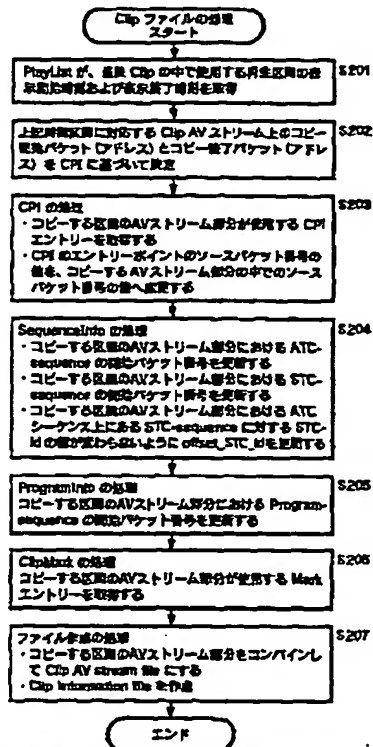 Clip ファイルの処理
スタート
S201
PlayList が、直接 Clip の中で使用する再生区間の表
示開始時刻および表示終了時刻を取得
S202
上記時間区間に対応する Clip AV ストリーム上のコピー
開始パケット (アドレス) とコピー終了パケット (アドレ
ス) を CPI に基づいて決定
S203
CPI の処理
・コピーする区間のAVストリーム部分が使用する CPI
エントリーを取得する
・CPI のエントリーポイントのソースパケット番号の
値を、コピーする AVストリーム部分の中でのソース
パケット番号の値へ変更する
S204
SequenceInfo の処理
・コピーする区間のAVストリーム部分における ATC-
sequence の開始パケット番号を更新する
・コピーする区間のAVストリーム部分における STC-
sequence の開始パケット番号を更新する
・コピーする区間のAVストリーム部分における ATC
シーケンス上にある STC-sequence に対する STC-
id の値が変わらないように offset_STC_idを更新する
S205
ProgramInfo の処理
コピーする区間のAVストリーム部分における Program-
sequence の開始パケット番号を更新する
S206
ClipMark の処理
コピーする区間のAVストリーム部分が使用する Mark
エントリーを取得する
S207
ファイル作成の処理
・コピーする区間のAVストリーム部分をコンバインし
て Clip AV stream file にする
・Clip Information file を作成
エンド